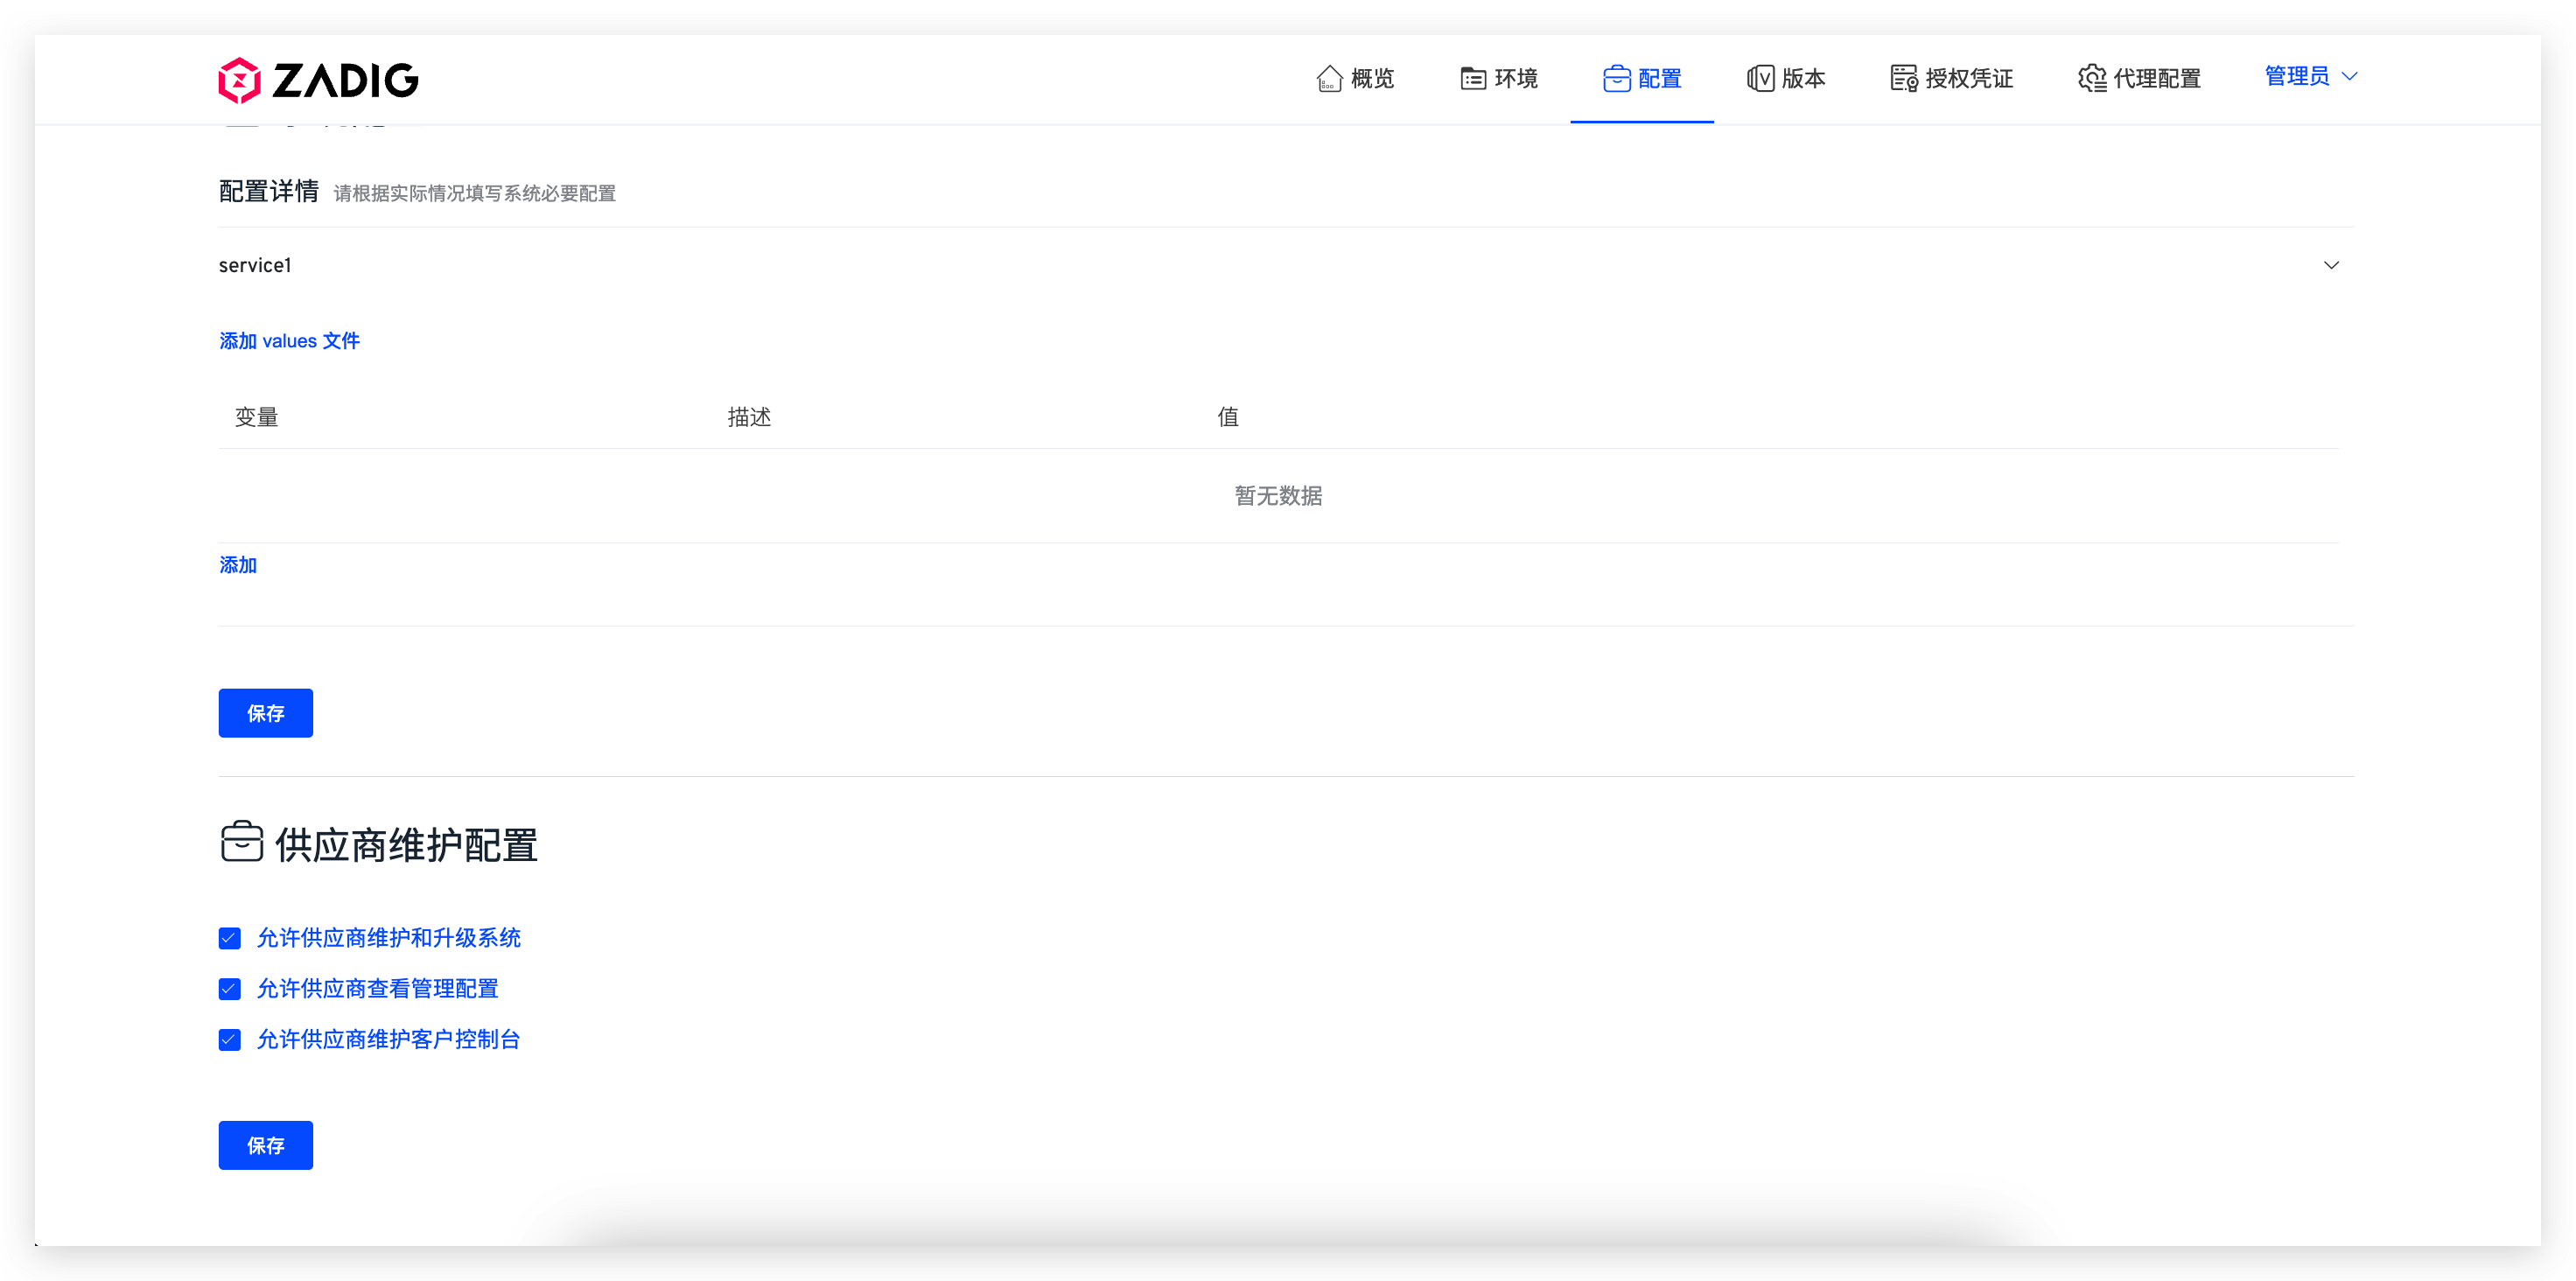 ZADIG 概览 环境 配置 版本 授权凭证 代理配置 管理员
配置详情 请根据实际情况填写系统必要配置
service1
添加 values 文件
变量 描述 值
暂无数据
添加
保存
供应商维护配置
允许供应商维护和升级系统
允许供应商查看管理配置
允许供应商维护客户控制台
保存